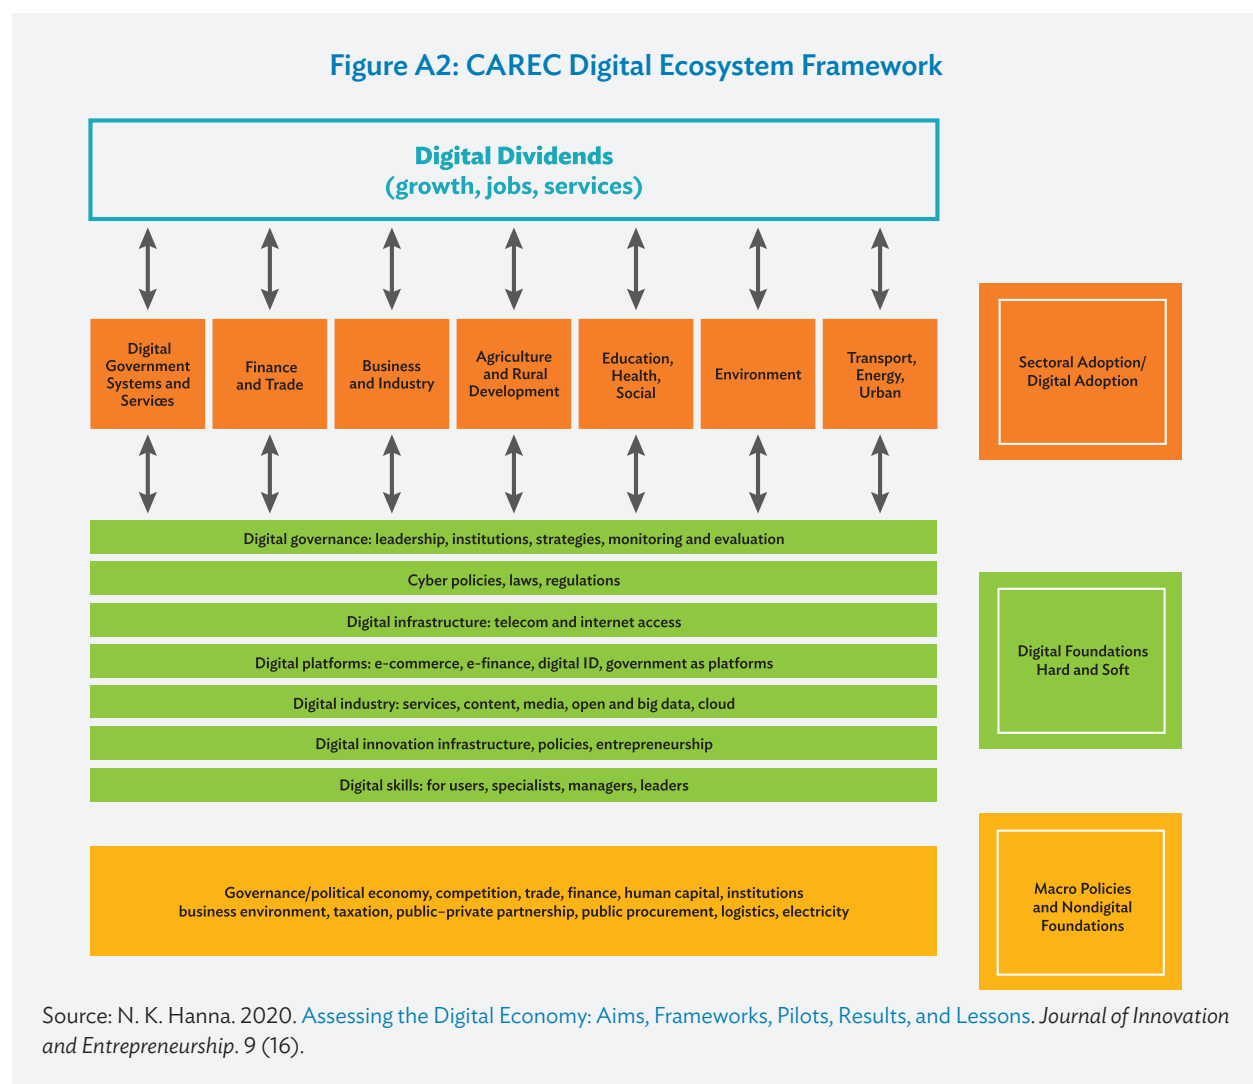 Figure A2: CAREC Digital Ecosystem Framework
Digital Dividends
(growth, jobs, services)
Digital
Government
Systems and
Services
Finance
and Trade
Business
and Industry
Agriculture
and Rural
Development
Education,
Health,
Social
Environment
Transport,
Energy,
Urban
Sectoral Adoption/
Digital Adoption
Digital governance: leadership, institutions, strategies, monitoring and evaluation
Cyber policies, laws, regulations
Digital infrastructure: telecom and internet access
Digital platforms: e-commerce, e-finance, digital ID, government as platforms
Digital industry: services, content, media, open and big data, cloud
Digital innovation infrastructure, policies, entrepreneurship
Digital skills: for users, specialists, managers, leaders
Digital Foundations
Hard and Soft
Governance/political economy, competition, trade, finance, human capital, institutions
business environment, taxation, public–private partnership, public procurement, logistics, electricity
Macro Policies
and Nondigital
Foundations
Source: N. K. Hanna. 2020. Assessing the Digital Economy: Aims, Frameworks, Pilots, Results, and Lessons. Journal of Innovation
and Entrepreneurship. 9 (16).